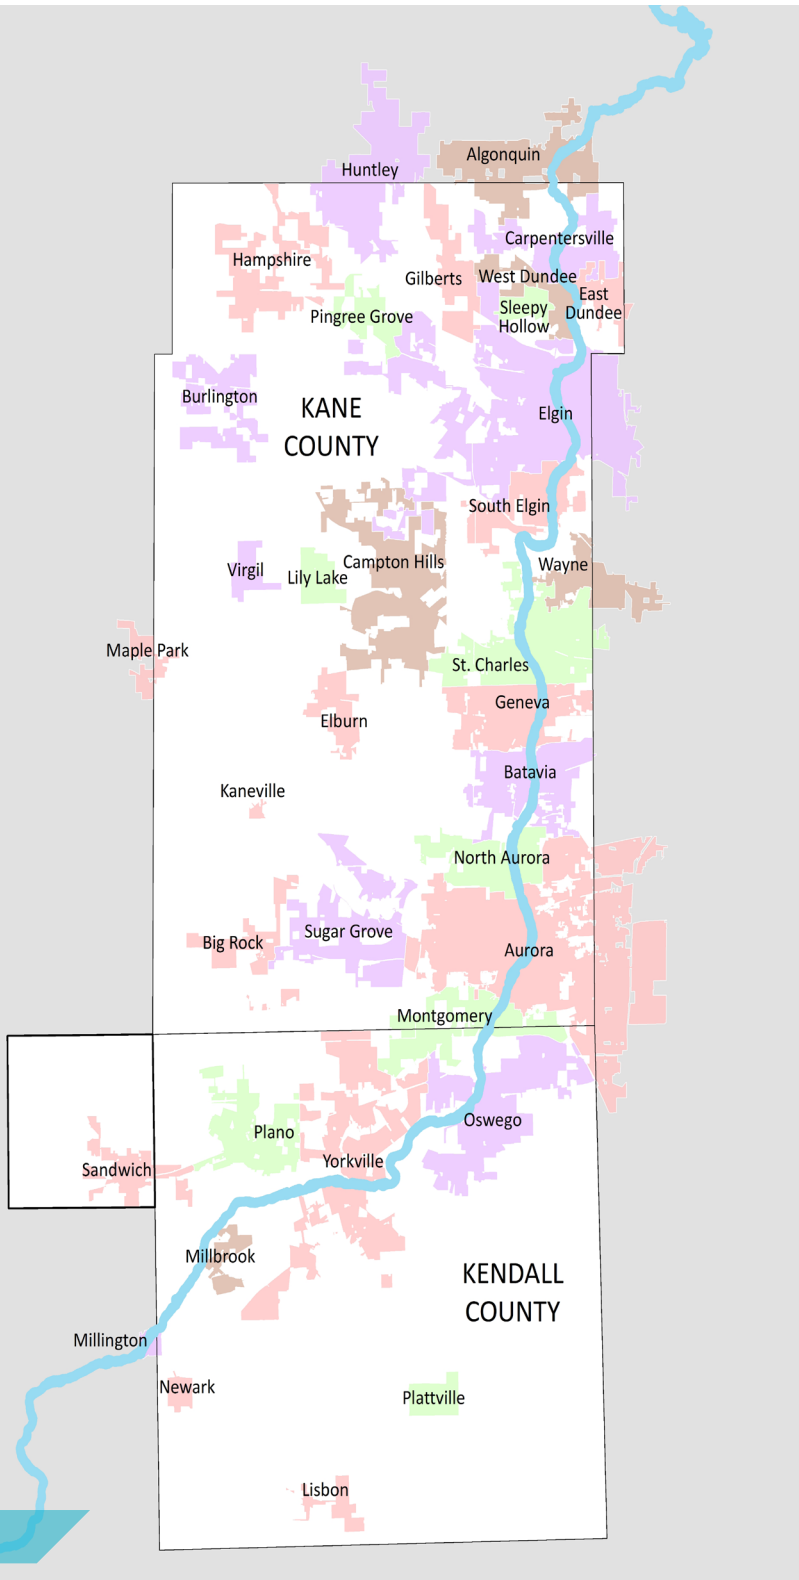 Algonquin
Huntley
Carpentersville
Hampshire
Gilberts
West Dundee
East
Dundee
Sleepy
Hollow
Pingree Grove
Burlington
KANE
COUNTY
Elgin
South Elgin
Campton Hills
Wayne
Virgil
Lily Lake
Maple Park
St. Charles
Geneva
Elburn
Batavia
Kaneville
North Aurora
Sugar Grove
Big Rock
Aurora
Montgomery
Oswego
Plano
Yorkville
Sandwich
Millbrook
KENDALL
COUNTY
Millington
Newark
Plattville
Lisbon